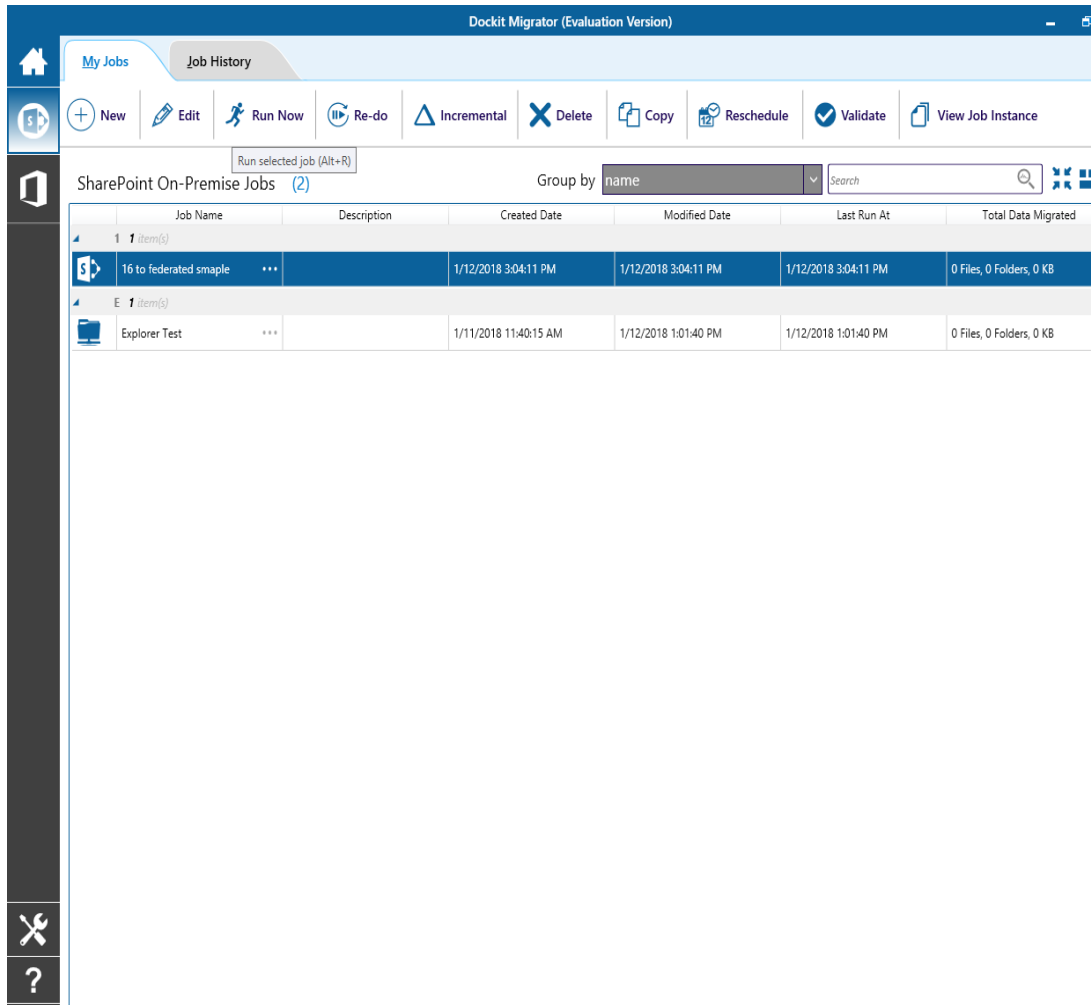 Dockit Migrator (Evaluation Version)
My Jobs Job History
New Edit Run Now Re-do Incremental Delete Copy 12 Reschedule Validate View Job Instance
Run selected job (Alt+R)
SharePoint On-Premise Jobs (2) Group by name Search
Job Name Description Created Date Modified Date Last Run At Total Data Migrated
1 1 item(s)
S 16 to federated smaple ... 1/12/2018 3:04:11 PM 1/12/2018 3:04:11 PM 1/12/2018 3:04:11 PM 0 Files, 0 Folders, 0 KB
E 1 item(s)
Explorer Test ... 1/11/2018 11:40:15 AM 1/12/2018 1:01:40 PM 1/12/2018 1:01:40 PM 0 Files, 0 Folders, 0 KB
?